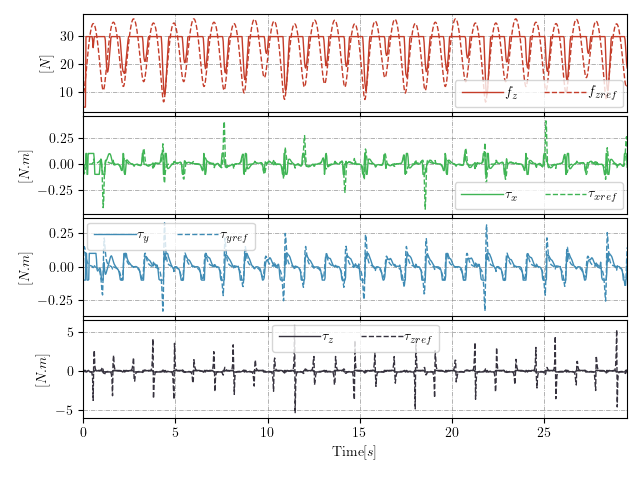 30
20
10
[N]
f_z f_zref
0.25
0.00
−0.25
[N.m]
τ_x τ_xref
0.25
0.00
−0.25
[N.m]
τ_y τ_yref
5
0
−5
[N.m]
τ_z τ_zref
0 5 10 15 20 25
Time[s]